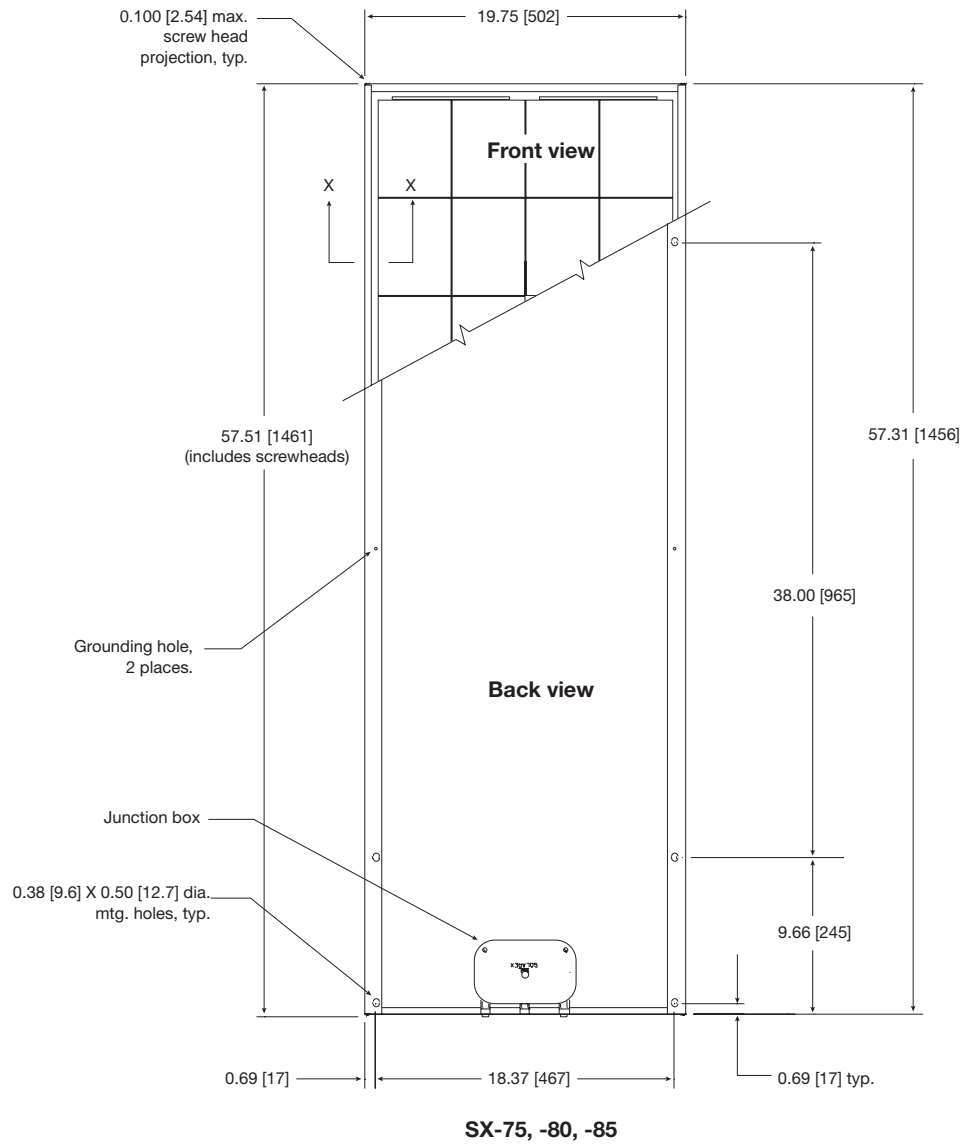 0.100 [2.54] max.
screw head
projection, typ.
19.75 [502]
Front view
X X
57.51 [1461]
(includes screwheads)
57.31 [1456]
38.00 [965]
Grounding hole,
2 places.
Back view
Junction box
0.38 [9.6] X 0.50 [12.7] dia.
mtg. holes, typ.
9.66 [245]
0.69 [17]
18.37 [467]
0.69 [17] typ.
SX-75, -80, -85